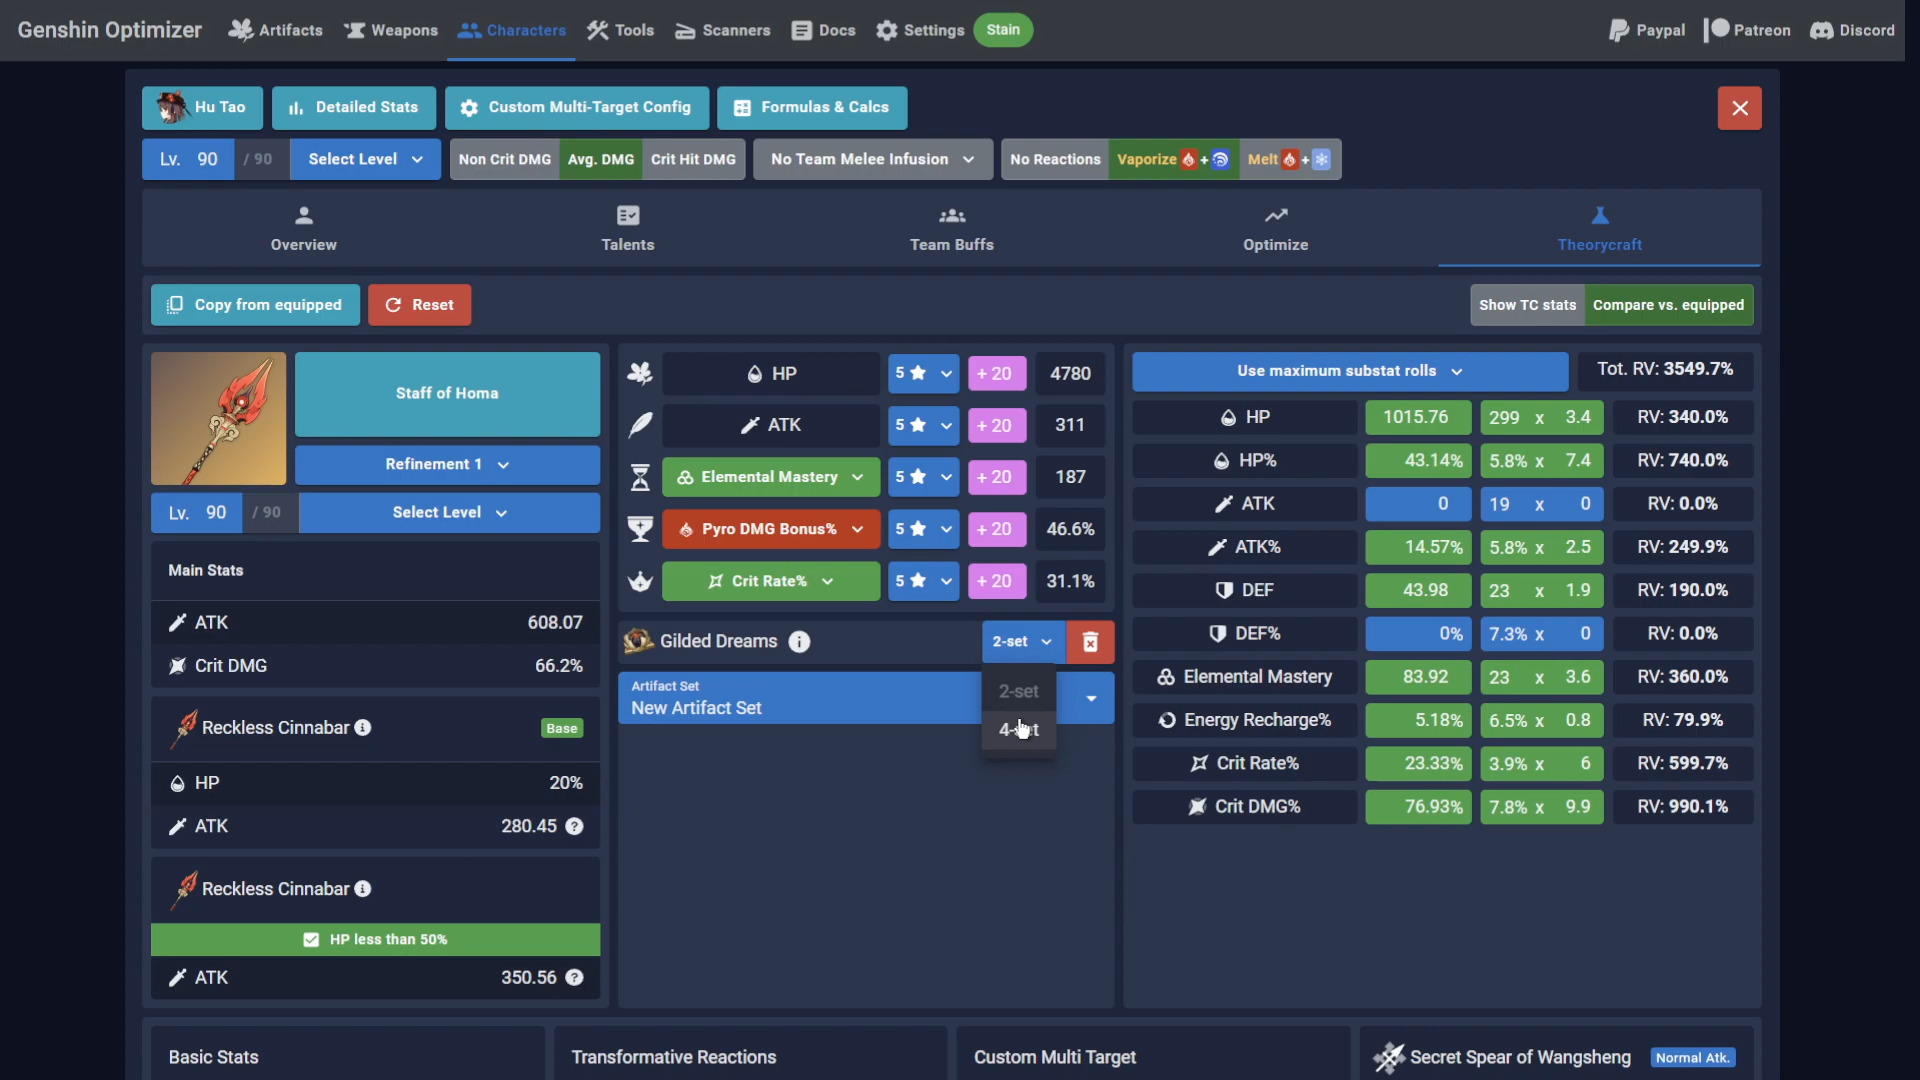 Genshin Optimizer Artifacts Weapons Characters Tools Scanners Docs Settings Stain Paypal Patreon Discord
Hu Tao Detailed Stats Custom Multi-Target Config Formulas & Calcs
Lv. 90 / 90 Select Level Non Crit DMG Avg. DMG Crit Hit DMG No Team Melee Infusion No Reactions Vaporize + Melt +
Overview Talents Team Buffs Optimize Theorycraft
Copy from equipped Reset Show TC stats Compare vs. equipped
Staff of Homa
Refinement 1
Lv. 90 / 90 Select Level
Main Stats
ATK 608.07
Crit DMG 66.2%
Reckless Cinnabar Base
HP 20%
ATK 280.45
Reckless Cinnabar
HP less than 50%
ATK 350.56
HP 5 + 20 4780
ATK 5 + 20 311
Elemental Mastery 5 + 20 187
Pyro DMG Bonus% 5 + 20 46.6%
Crit Rate% 5 + 20 31.1%
Gilded Dreams 2-set
2-set
Artifact Set
New Artifact Set
Use maximum substat rolls Tot. RV: 3549.7%
HP 1015.76 299 x 3.4 RV: 340.0%
HP% 43.14% 5.8% x 7.4 RV: 740.0%
ATK 0 19 x 0 RV: 0.0%
ATK% 14.57% 5.8% x 2.5 RV: 249.9%
DEF 43.98 23 x 1.9 RV: 190.0%
DEF% 0% 7.3% x 0 RV: 0.0%
Elemental Mastery 83.92 23 x 3.6 RV: 360.0%
Energy Recharge% 5.18% 6.5% x 0.8 RV: 79.9%
Crit Rate% 23.33% 3.9% x 6 RV: 599.7%
Crit DMG% 76.93% 7.8% x 9.9 RV: 990.1%
Basic Stats Transformative Reactions Custom Multi Target Secret Spear of Wangsheng Normal Atk.